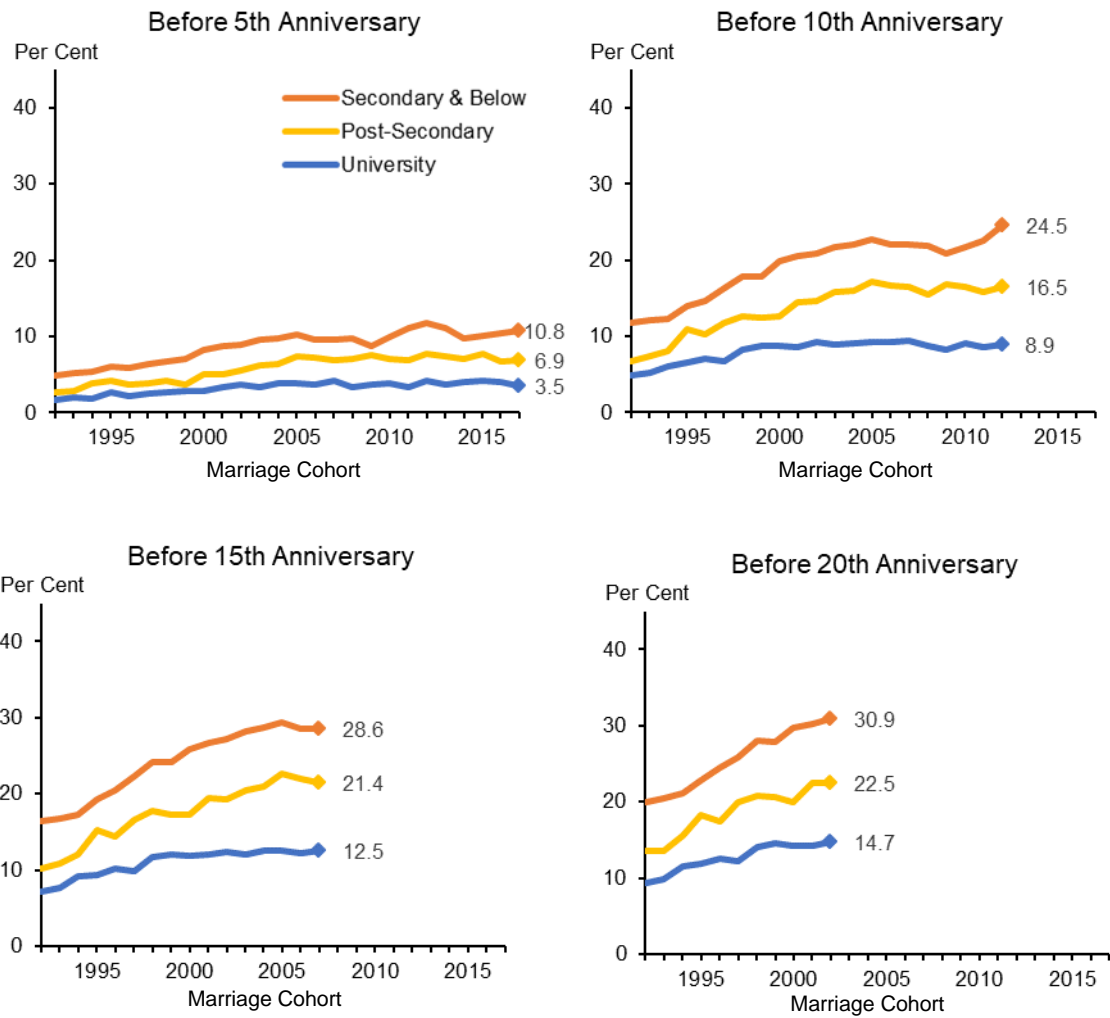 Before 5th Anniversary
Per Cent
40
30
20
10
0
Secondary & Below
Post-Secondary
University
10.8
6.9
3.5
1995 2000 2005 2010 2015
Marriage Cohort
Before 10th Anniversary
Per Cent
40
30
20
10
0
24.5
16.5
8.9
1995 2000 2005 2010 2015
Marriage Cohort
Before 15th Anniversary
Per Cent
40
30
20
10
0
28.6
21.4
12.5
1995 2000 2005 2010 2015
Marriage Cohort
Before 20th Anniversary
Per Cent
40
30
20
10
0
30.9
22.5
14.7
1995 2000 2005 2010 2015
Marriage Cohort